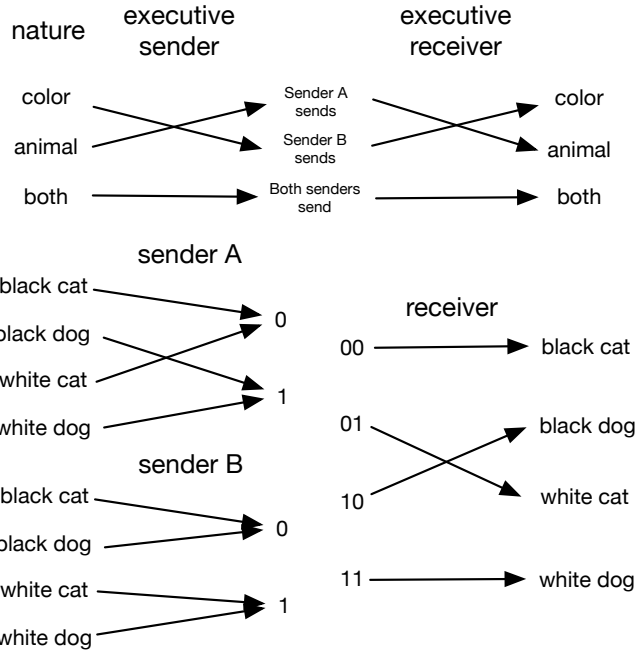 nature
executive
sender
executive
receiver
color
Sender A
sends
color
animal
Sender B
sends
animal
both
Both senders
send
both
sender A
black cat
black dog
white cat
white dog
0
1
sender B
black cat
black dog
white cat
white dog
0
1
receiver
00
black cat
01
black dog
10
white cat
11
white dog